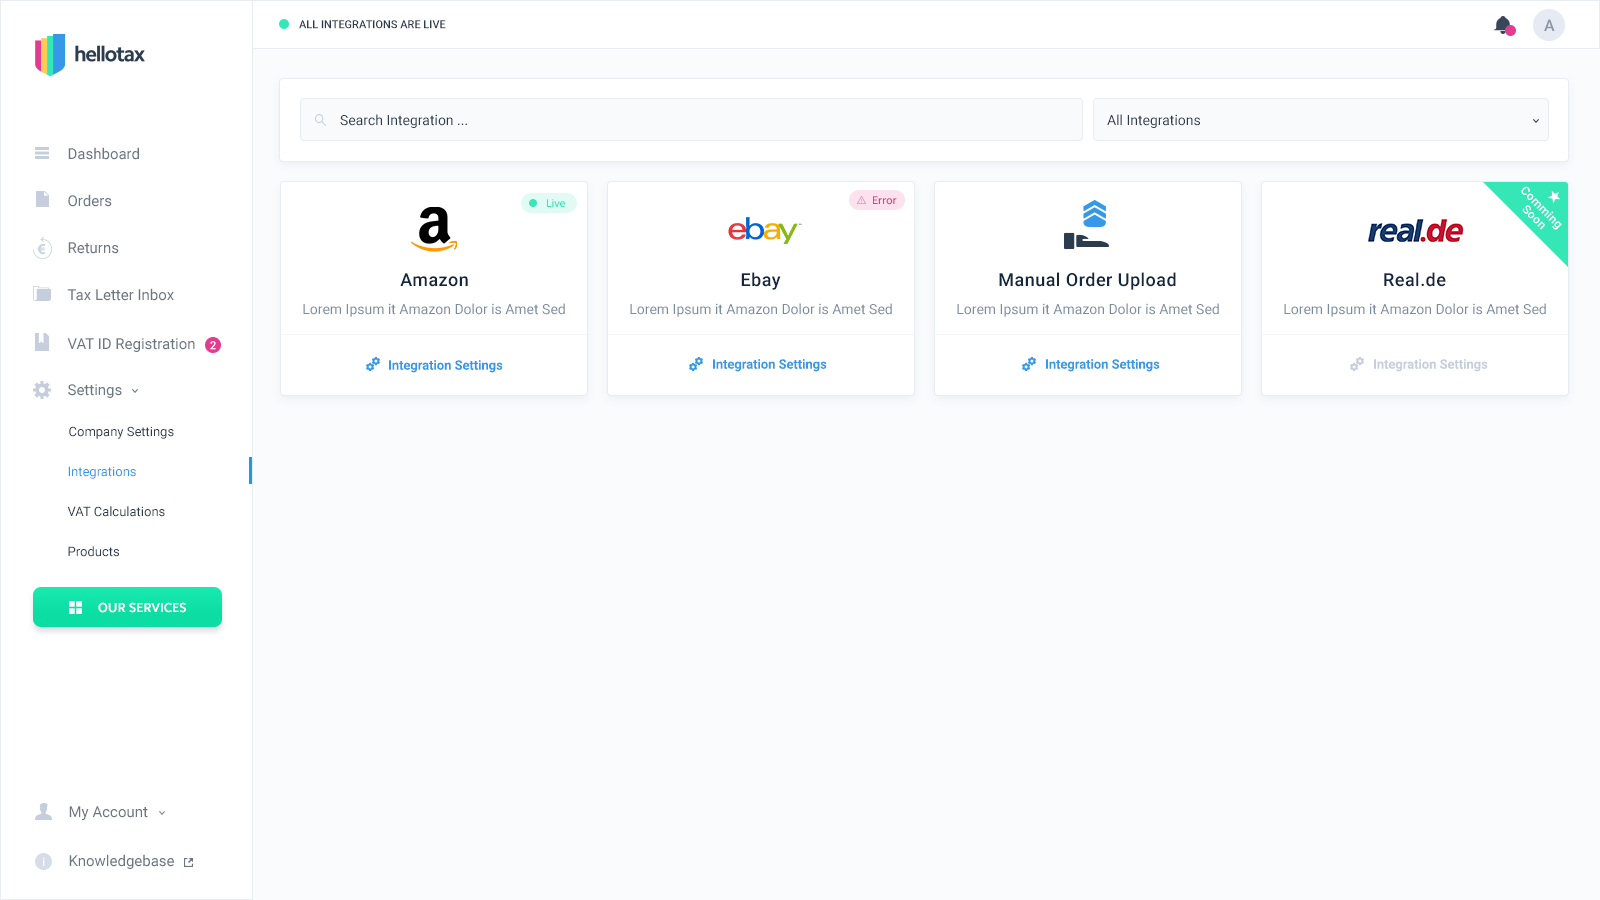 hellotax
Dashboard
Orders
Returns
Tax Letter Inbox
VAT ID Registration 2
Settings
Company Settings
Integrations
VAT Calculations
Products
OUR SERVICES
My Account
Knowledgebase
ALL INTEGRATIONS ARE LIVE
A
Search Integration ...
All Integrations
Live
a
Amazon
Lorem Ipsum it Amazon Dolor is Amet Sed
Integration Settings
Error
ebay™
Ebay
Lorem Ipsum it Amazon Dolor is Amet Sed
Integration Settings
Manual Order Upload
Lorem Ipsum it Amazon Dolor is Amet Sed
Integration Settings
Comming
Soon
real.de
Real.de
Lorem Ipsum it Amazon Dolor is Amet Sed
Integration Settings